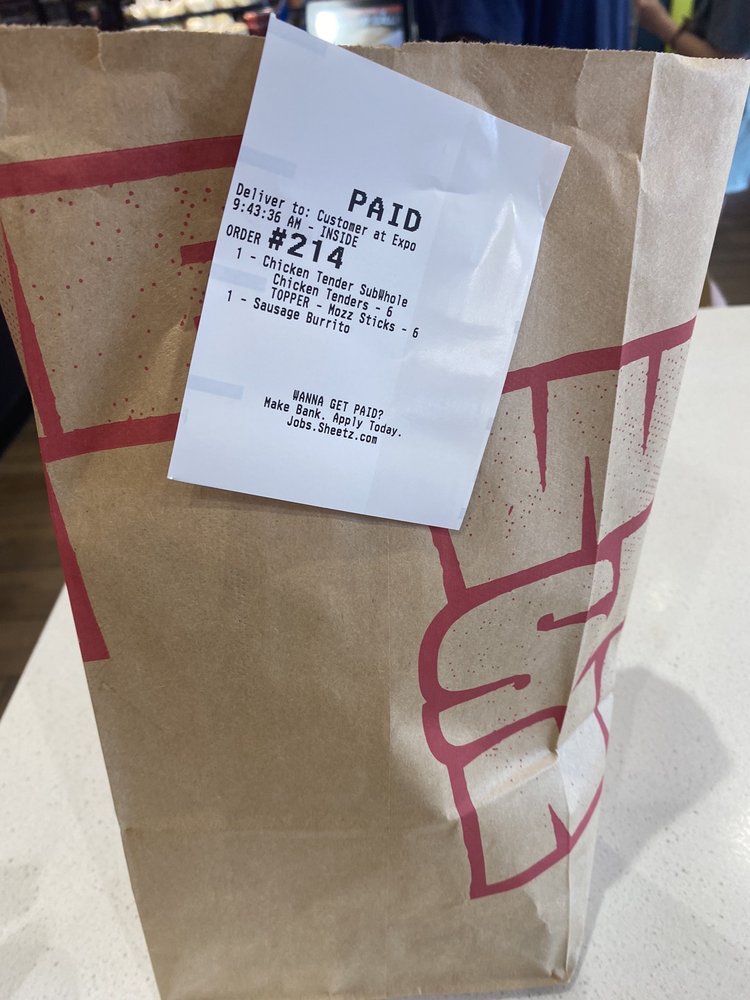 PAID
Deliver to: Customer at Expo
9:43:36 AM - INSIDE
ORDER #214
1 - Chicken Tender SubWhole
Chicken Tenders - 6
TOPPER - Mozz Sticks - 6
1 - Sausage Burrito
WANNA GET PAID?
Make Bank. Apply Today.
Jobs.Sheetz.com